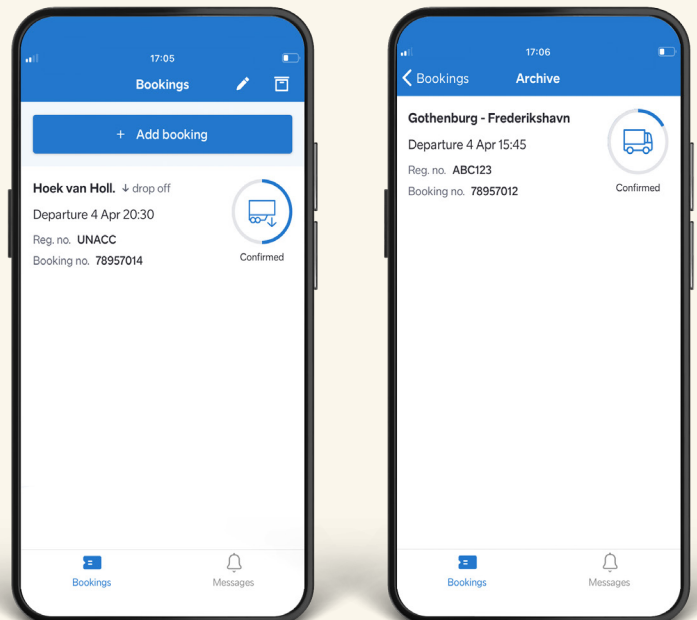 17:05
Bookings
+ Add booking
Hoek van Holl. ↓ drop off
Departure 4 Apr 20:30
Reg. no. UNACC
Booking no. 78957014
Confirmed
Bookings
Messages
17:06
Bookings
Archive
Gothenburg - Frederikshavn
Departure 4 Apr 15:45
Reg. no. ABC123
Booking no. 78957012
Confirmed
Bookings
Messages